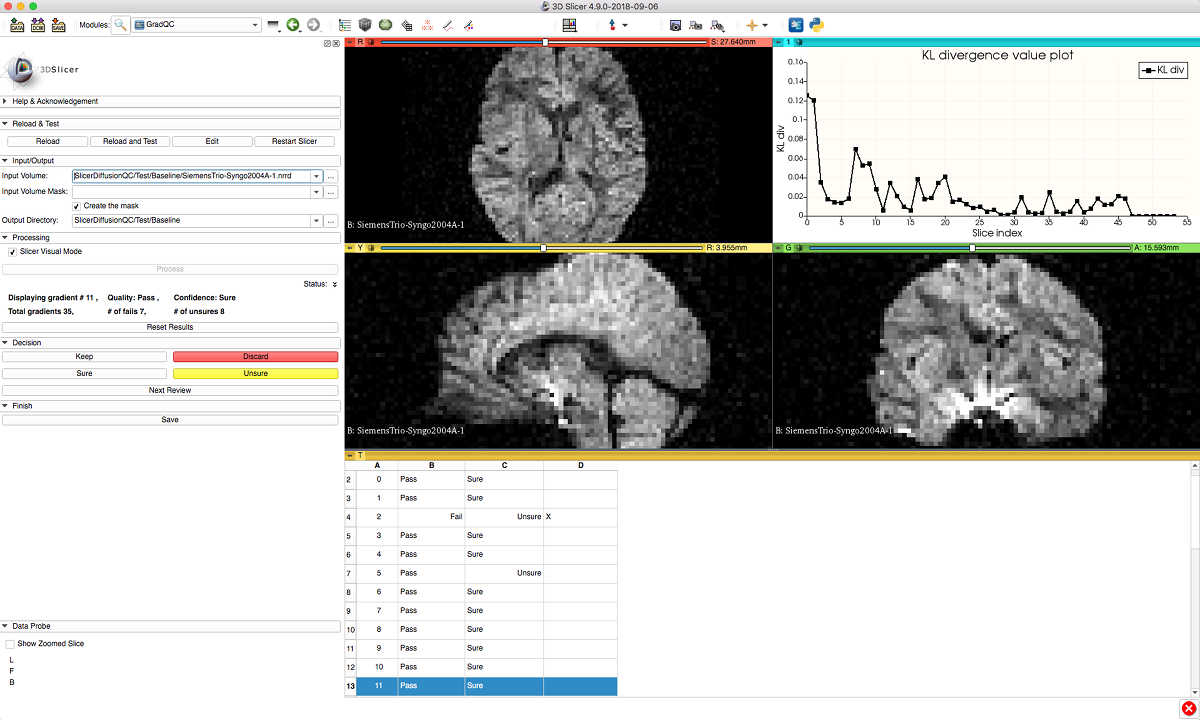 3D Slicer 4.9.0-2018-09-06
DATA DCM SAVE Modules: GradQC
3DSlicer
Help & Acknowledgement
Reload & Test
Reload Reload and Test Edit Restart Slicer
Input/Output
Input Volume: SlicerDiffusionQC/Test/Baseline/SiemensTrio-Syngo2004A-1.nrrd ...
Input Volume Mask: ...
Create the mask
Output Directory: SlicerDiffusionQC/Test/Baseline ...
Processing
Slicer Visual Mode
Process
Status:
Displaying gradient # 11 , Quality: Pass , Confidence: Sure
Total gradients 35, # of fails 7, # of unsures 8
Reset Results
Decision
Keep Discard
Sure Unsure
Next Review
Finish
Save
Data Probe
Show Zoomed Slice
L
F
B
R S: 27.640mm
B: SiemensTrio-Syngo2004A-1
1
KL divergence value plot
KL div
KL div
0.16
0.14
0.12
0.1
0.08
0.06
0.04
0.02
0
0 5 10 15 20 25 30 35 40 45 50 55
Slice index
Y R: 3.955mm
B: SiemensTrio-Syngo2004A-1
G A: 15.593mm
B: SiemensTrio-Syngo2004A-1
T
A B C D
2 0 Pass Sure
3 1 Pass Sure
4 2 Fail Unsure X
5 3 Pass Sure
6 4 Pass Sure
7 5 Pass Unsure
8 6 Pass Sure
9 7 Pass Sure
10 8 Pass Sure
11 9 Pass Sure
12 10 Pass Sure
13 11 Pass Sure